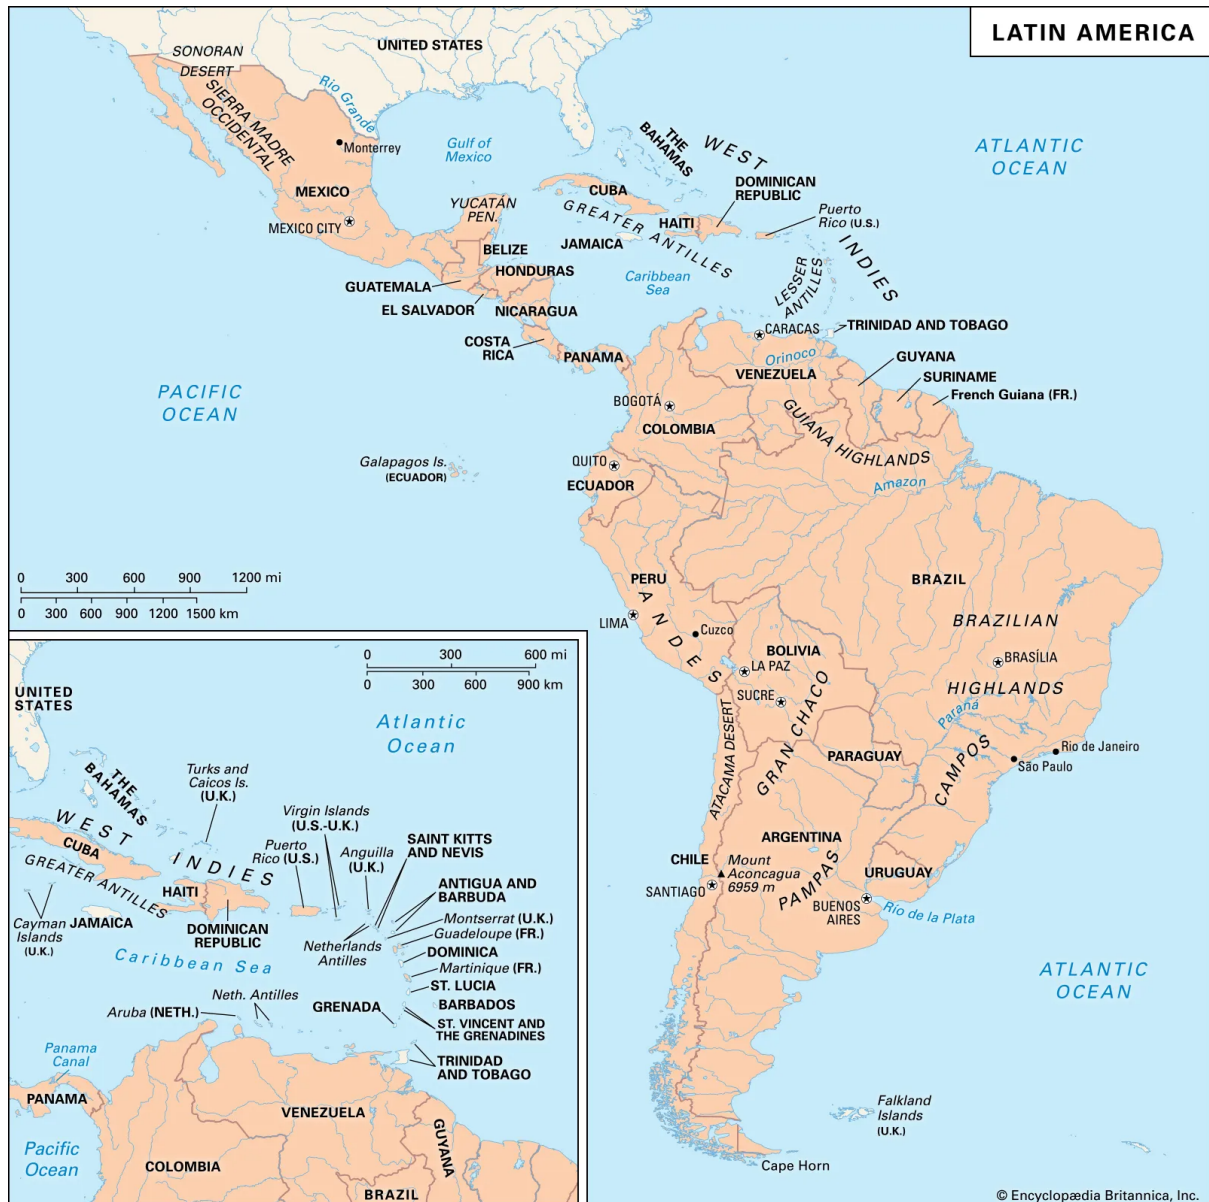 LATIN AMERICA
SONORAN
DESERT
UNITED STATES
SIERRA MADRE
OCCIDENTAL
Rio Grande
Monterrey
Gulf of
Mexico
THE
BAHAMAS
WEST
INDIES
ATLANTIC
OCEAN
MEXICO
MEXICO CITY
YUCATÁN
PEN.
CUBA
DOMINICAN
REPUBLIC
Puerto
Rico (U.S.)
GREATER ANTILLES
HAITI
JAMAICA
BELIZE
HONDURAS
Caribbean
Sea
LESSER
ANTILLES
GUATEMALA
EL SALVADOR
NICARAGUA
COSTA
RICA
PANAMA
CARACAS
TRINIDAD AND TOBAGO
Orinoco
VENEZUELA
GUYANA
SURINAME
French Guiana (FR.)
PACIFIC
OCEAN
BOGOTÁ
COLOMBIA
GUIANA HIGHLANDS
Galapagos Is.
(ECUADOR)
QUITO
ECUADOR
Amazon
PERU
ANDES
BRAZIL
BRAZILIAN
HIGHLANDS
LIMA
Cuzco
BOLIVIA
LA PAZ
SUCRE
BRASÍLIA
Paraná
ATACAMA DESERT
GRAN CHACO
PARAGUAY
CAMPOS
Rio de Janeiro
São Paulo
ARGENTINA
CHILE
Mount
Aconcagua
6959 m
SANTIAGO
PAMPAS
URUGUAY
BUENOS
AIRES
Río de la Plata
ATLANTIC
OCEAN
Falkland
Islands
(U.K.)
Cape Horn
0 300 600 900 1200 mi
0 300 600 900 1200 1500 km
0 300 600 mi
0 300 600 900 km
UNITED
STATES
Atlantic
Ocean
THE
BAHAMAS
Turks and
Caicos Is.
(U.K.)
WEST INDIES
CUBA
GREATER ANTILLES
Virgin Islands
(U.S.-U.K.)
Puerto
Rico (U.S.)
Anguilla
(U.K.)
SAINT KITTS
AND NEVIS
ANTIGUA AND
BARBUDA
HAITI
Cayman
Islands
(U.K.)
JAMAICA
DOMINICAN
REPUBLIC
Netherlands
Antilles
Montserrat (U.K.)
Guadeloupe (FR.)
DOMINICA
Martinique (FR.)
ST. LUCIA
BARBADOS
Caribbean Sea
Neth. Antilles
Aruba (NETH.)
GRENADA
ST. VINCENT AND
THE GRENADINES
TRINIDAD
AND TOBAGO
Panama
Canal
PANAMA
VENEZUELA
GUYANA
Pacific
Ocean
COLOMBIA
BRAZIL
© Encyclopædia Britannica, Inc.